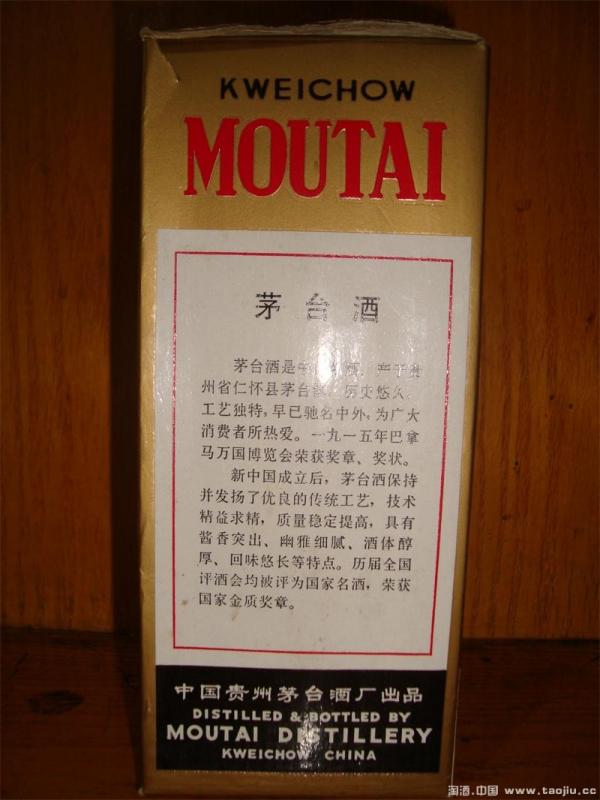 KWEICHOW
MOUTAI
茅台酒
茅台酒是 酒,产于贵
州省仁怀县茅台 历史悠久,
工艺独特,早已驰名中外,为广大
消费者所热爱。一九一五年巴拿
马万国博览会荣获奖章、奖状。
新中国成立后,茅台酒保持
并发扬了优良的传统工艺,技术
精益求精,质量稳定提高,具有
酱香突出、幽雅细腻、酒体醇
厚、回味悠长等特点。历届全国
评酒会均被评为国家名酒,荣获
国家金质奖章。
中国贵州茅台酒厂出品
DISTILLED & BOTTLED BY
MOUTAI DISTILLERY
KWEICHOW CHINA
淘酒.中国 www.taojiu.cc